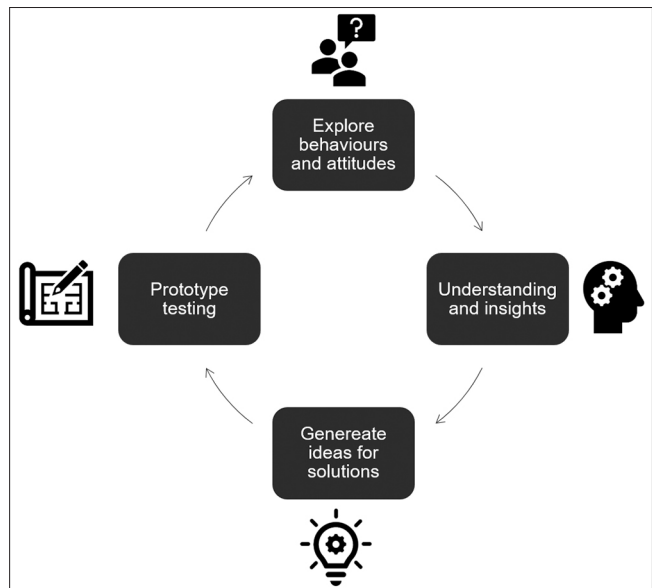 ?
Explore
behaviours
and attitudes
Understanding
and insights
Genereate
ideas for
solutions
Prototype
testing